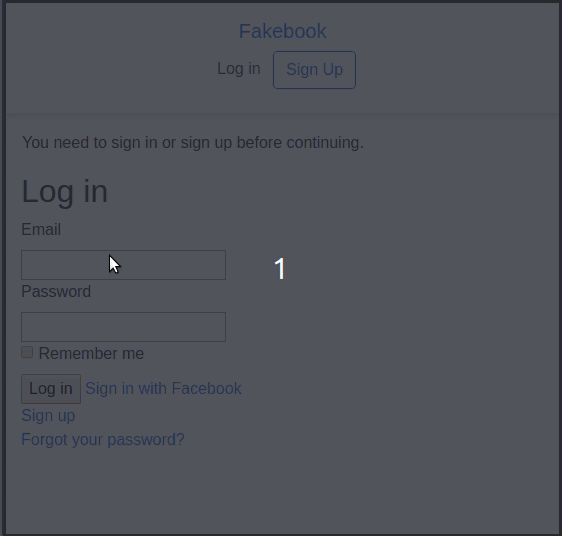 Fakebook
Log in Sign Up
You need to sign in or sign up before continuing.
Log in
Email
1
Password
Remember me
Log in Sign in with Facebook
Sign up
Forgot your password?